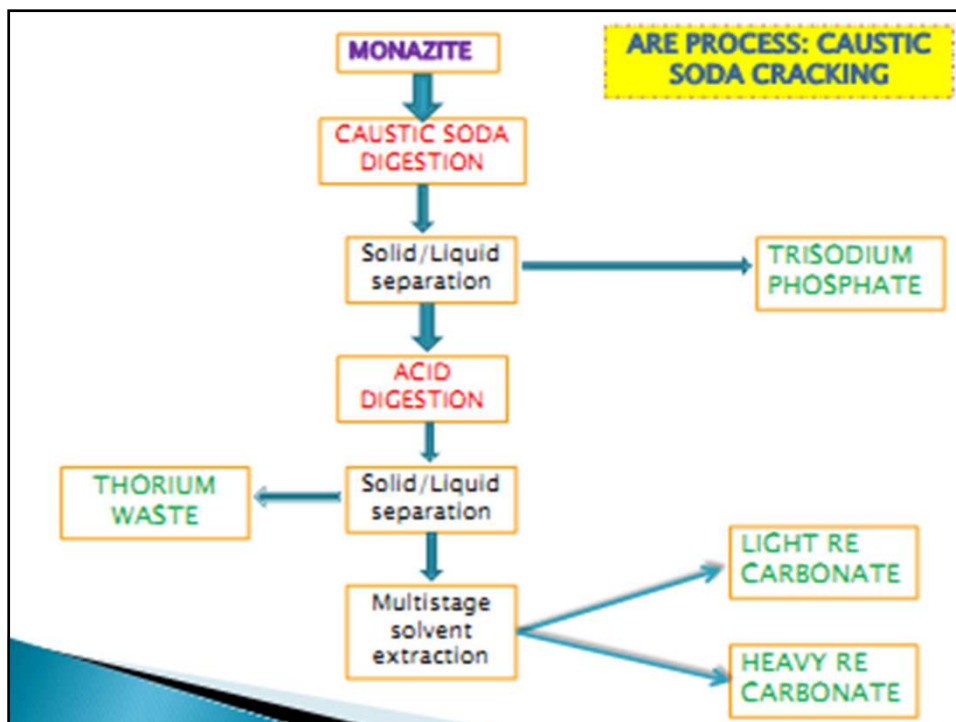 MONAZITE
ARE PROCESS: CAUSTIC
SODA CRACKING
CAUSTIC SODA
DIGESTION
Solid/Liquid
separation
TRISODIUM
PHOSPHATE
ACID
DIGESTION
THORIUM
WASTE
Solid/Liquid
separation
LIGHT RE
CARBONATE
Multistage
solvent
extraction
HEAVY RE
CARBONATE